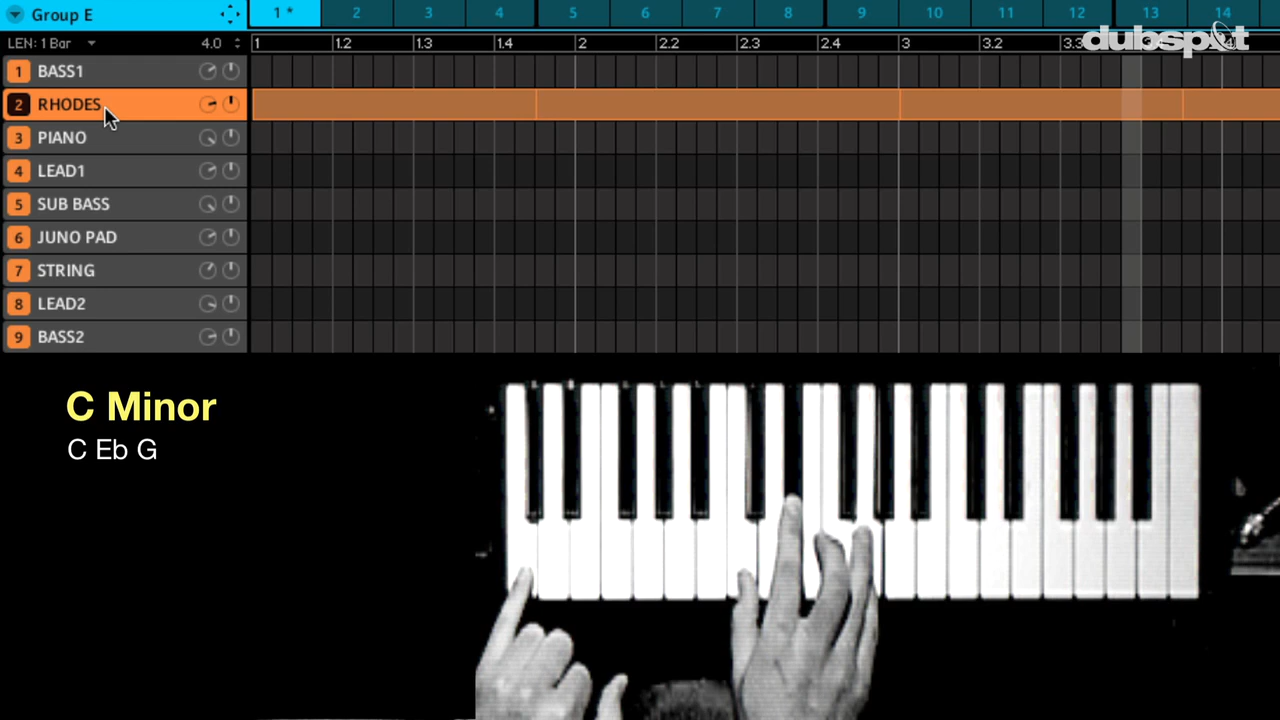 Group E
1 * 2 3 4 5 6 7 8 9 10 11 12 13 14
LEN: 1 Bar 4.0 1 1.2 1.3 1.4 2 2.2 2.3 2.4 3 3.2 3.3
dubspot
1 BASS1
2 RHODES
3 PIANO
4 LEAD1
5 SUB BASS
6 JUNO PAD
7 STRING
8 LEAD2
9 BASS2
C Minor
C Eb G